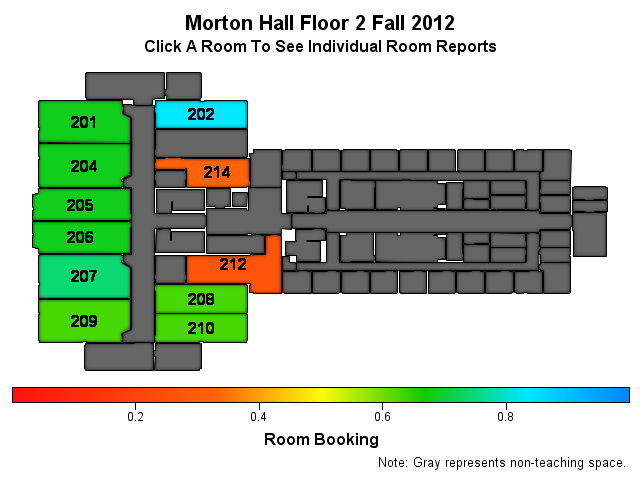 Morton Hall Floor 2 Fall 2012
Click A Room To See Individual Room Reports
201
202
204
214
205
206
207
212
208
209
210
0.2 0.4 0.6 0.8
Room Booking
Note: Gray represents non-teaching space.